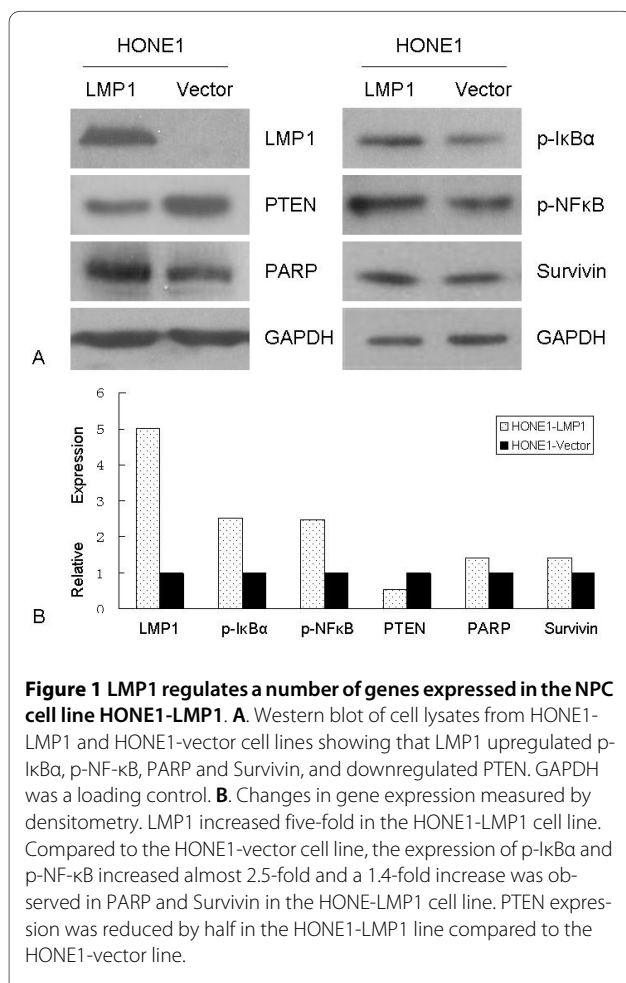 HONE1 HONE1
LMP1 Vector LMP1 Vector
LMP1 p-IκBα
PTEN p-NFκB
PARP Survivin
GAPDH GAPDH
A
6
5
4
3
2
1
0
Relative Expression
HONE1-LMP1
HONE1-Vector
B
LMP1 p-IκBα p-NFκB PTEN PARP Survivin
Figure 1 LMP1 regulates a number of genes expressed in the NPC
cell line HONE1-LMP1. A. Western blot of cell lysates from HONE1-
LMP1 and HONE1-vector cell lines showing that LMP1 upregulated p-
IκBα, p-NF-κB, PARP and Survivin, and downregulated PTEN. GAPDH
was a loading control. B. Changes in gene expression measured by
densitometry. LMP1 increased five-fold in the HONE1-LMP1 cell line.
Compared to the HONE1-vector cell line, the expression of p-IκBα and
p-NF-κB increased almost 2.5-fold and a 1.4-fold increase was ob-
served in PARP and Survivin in the HONE-LMP1 cell line. PTEN expres-
sion was reduced by half in the HONE1-LMP1 line compared to the
HONE1-vector line.